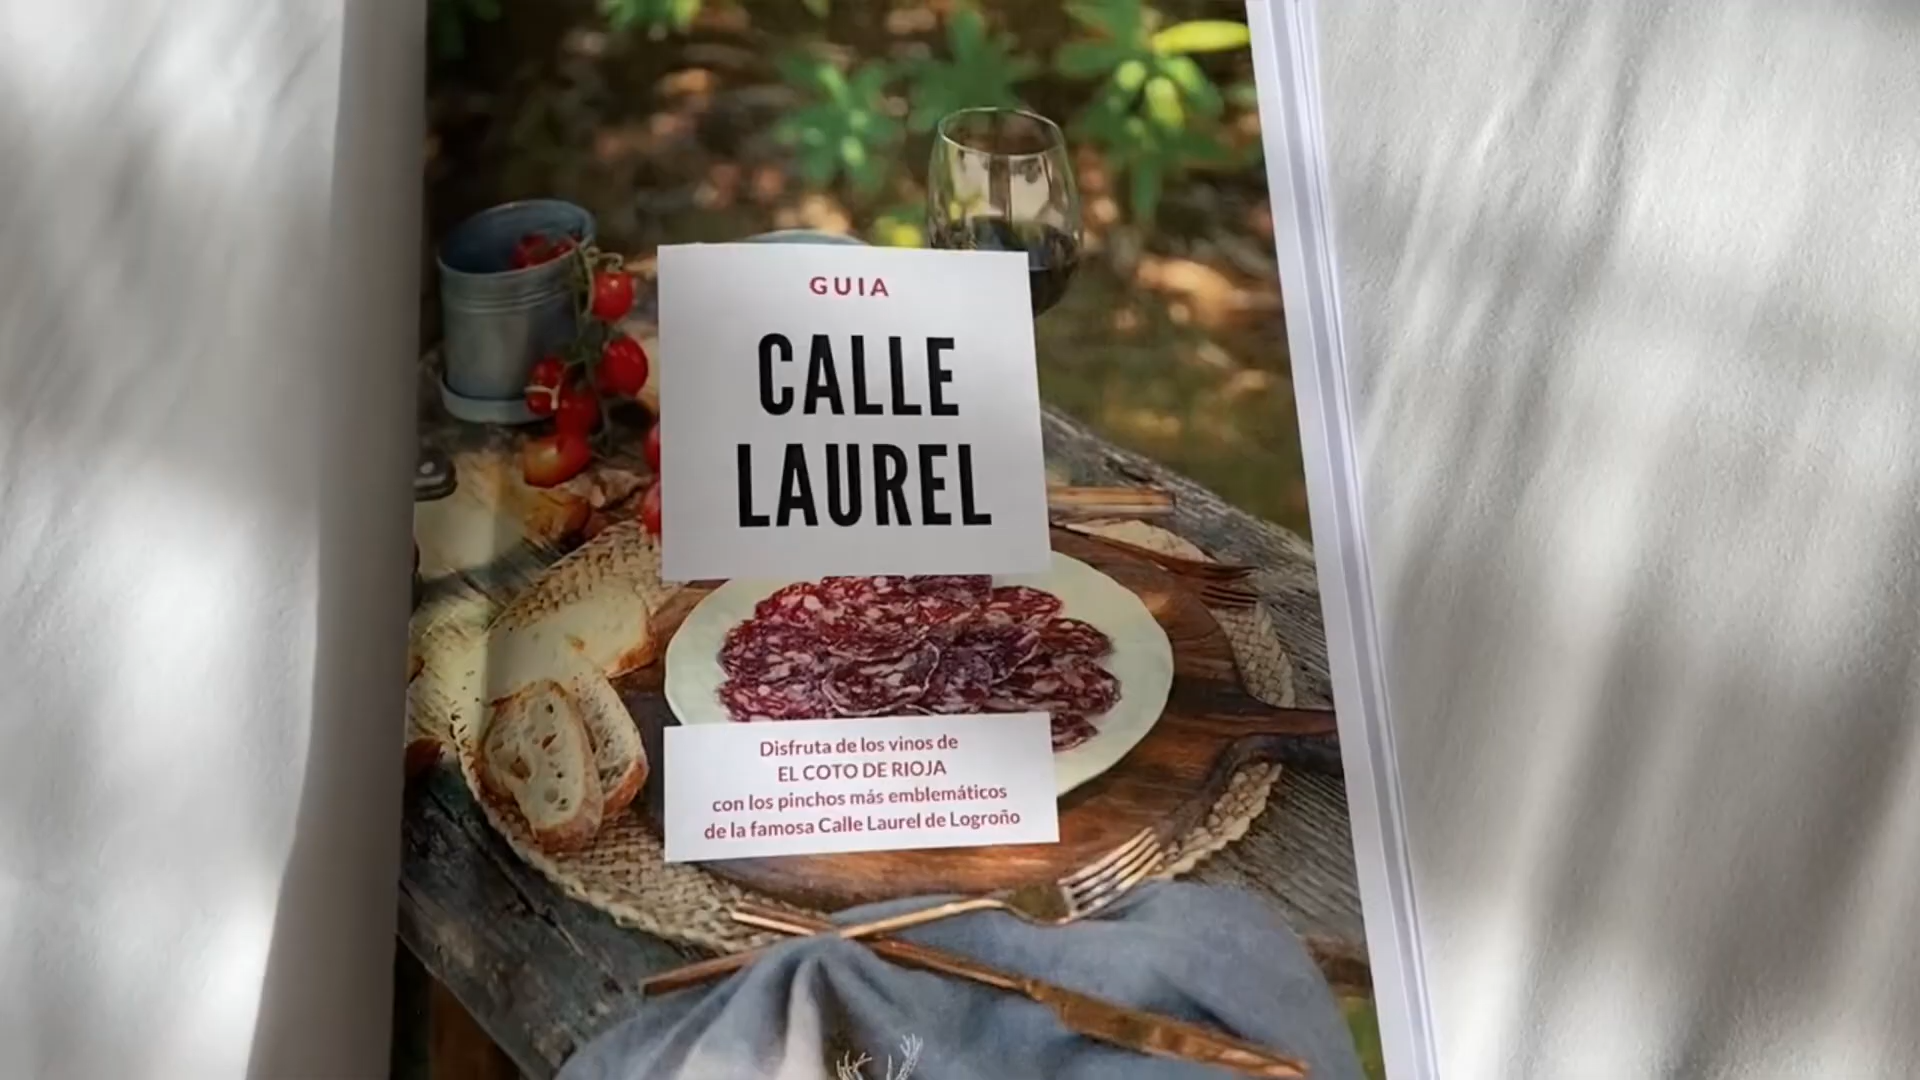 GUIA
CALLE
LAUREL
Disfruta de los vinos de
EL COTO DE RIOJA
con los pinchos más emblemáticos
de la famosa Calle Laurel de Logroño